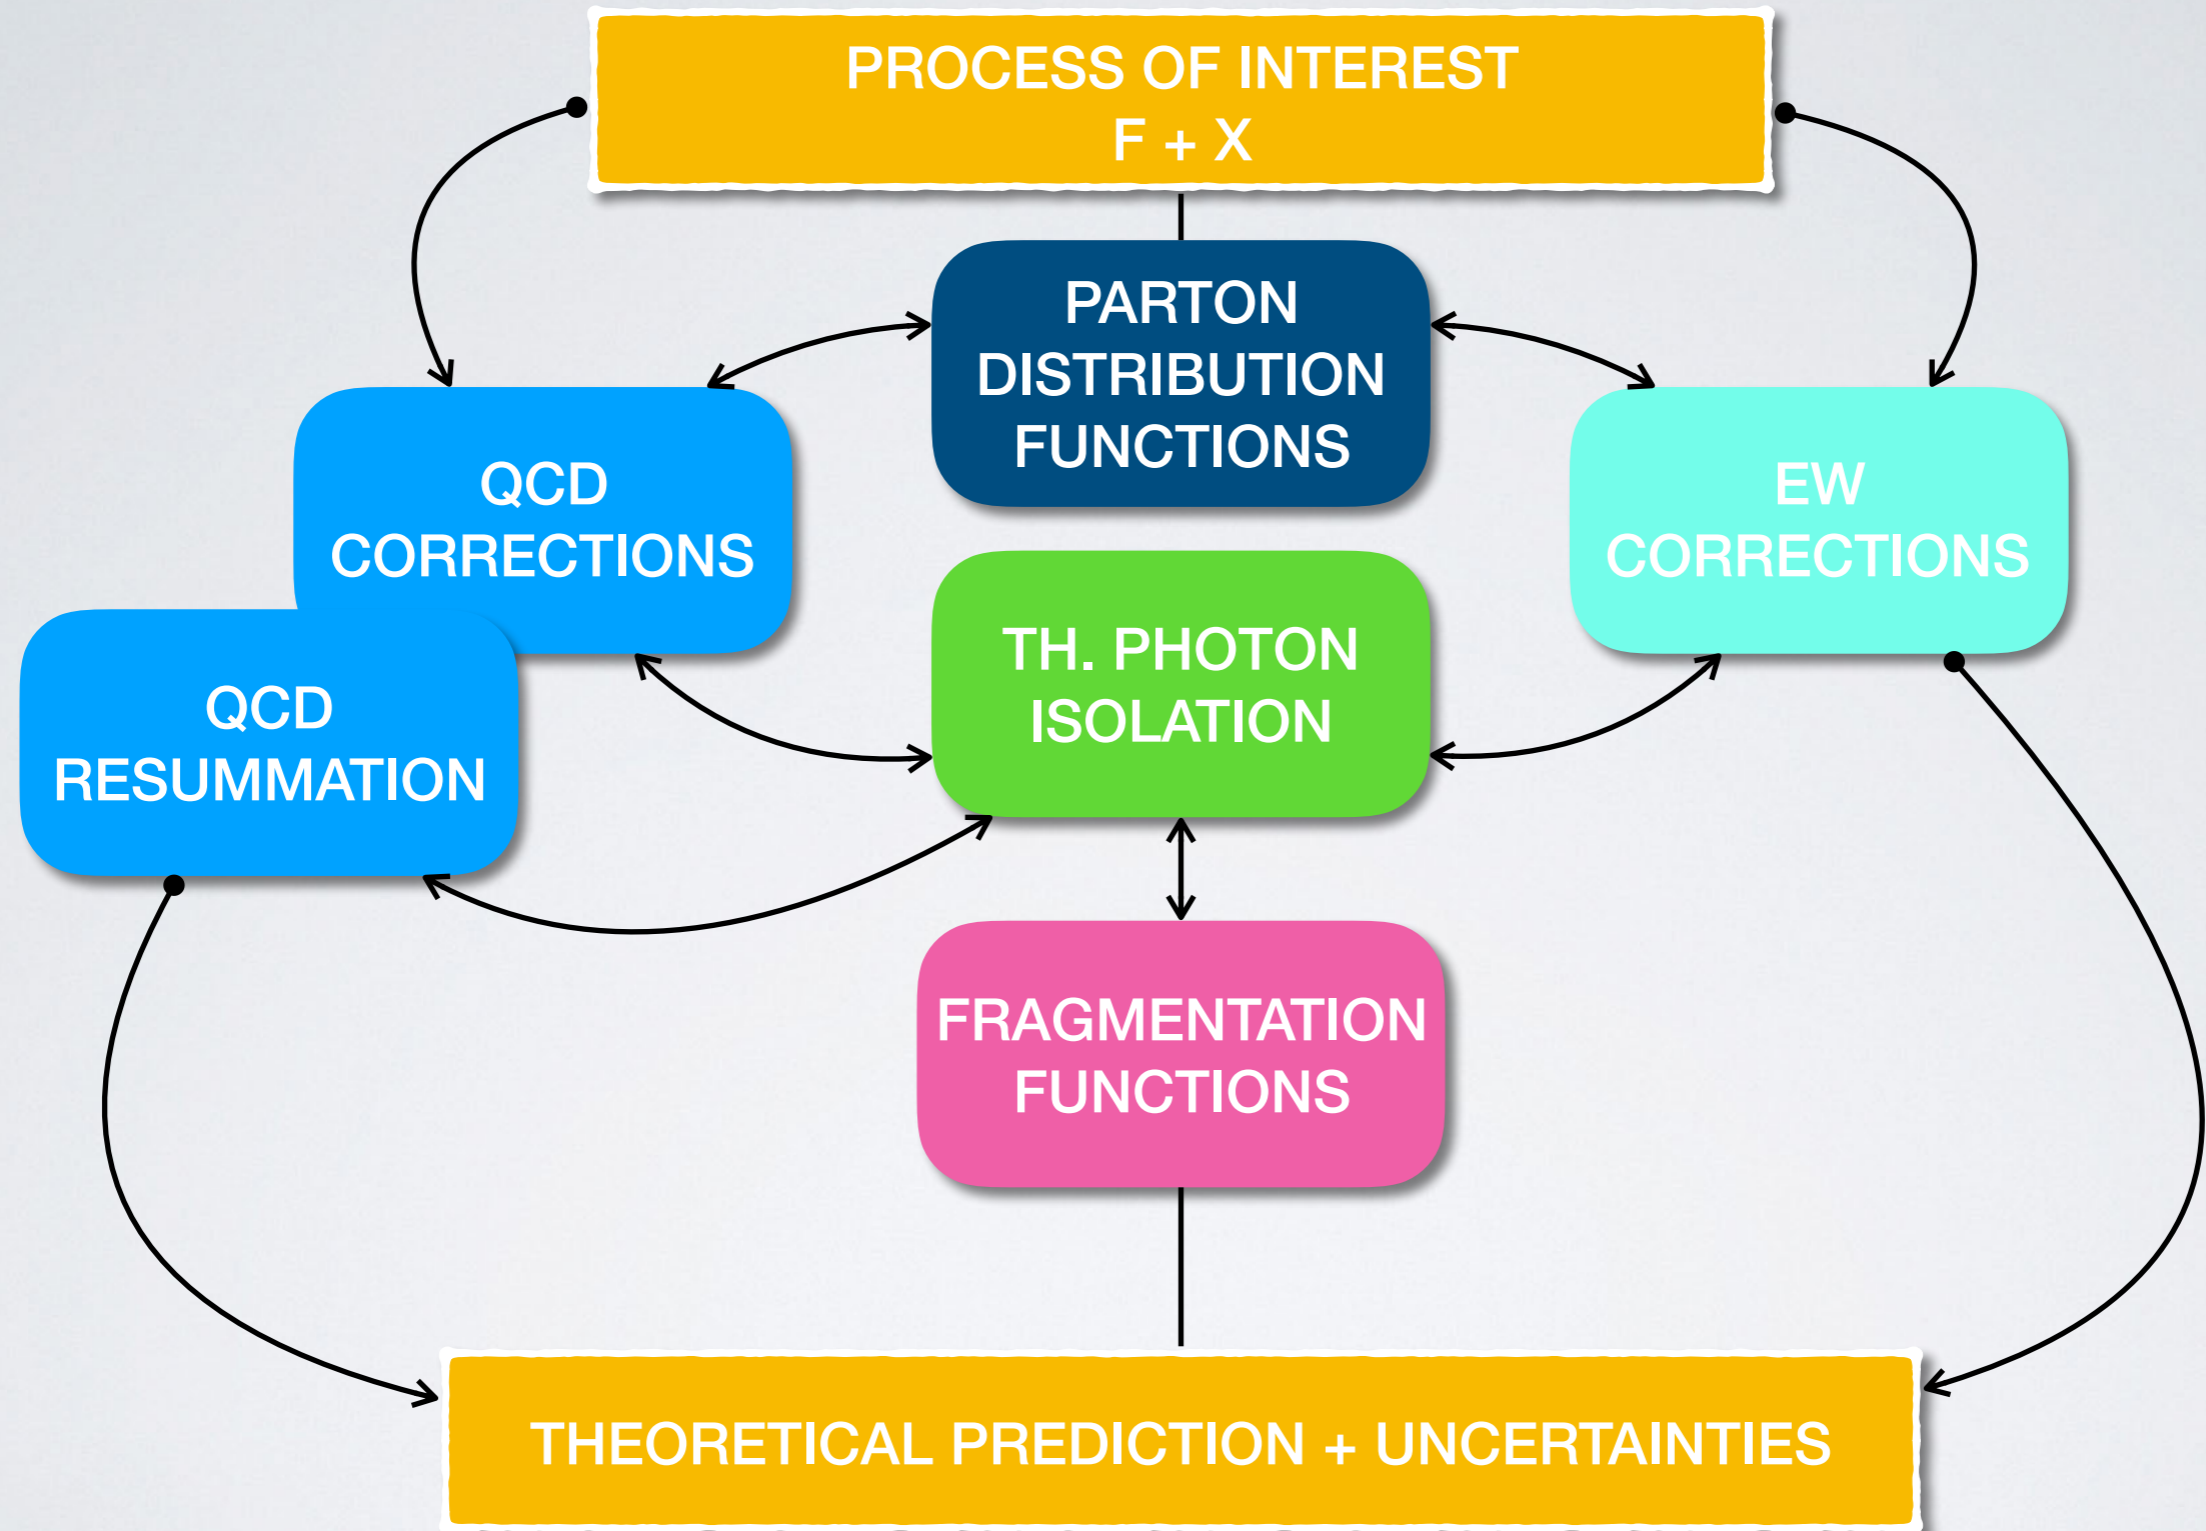 PROCESS OF INTEREST
F + X
PARTON
DISTRIBUTION
FUNCTIONS
QCD
CORRECTIONS
EW
CORRECTIONS
TH. PHOTON
ISOLATION
QCD
RESUMMATION
FRAGMENTATION
FUNCTIONS
THEORETICAL PREDICTION + UNCERTAINTIES